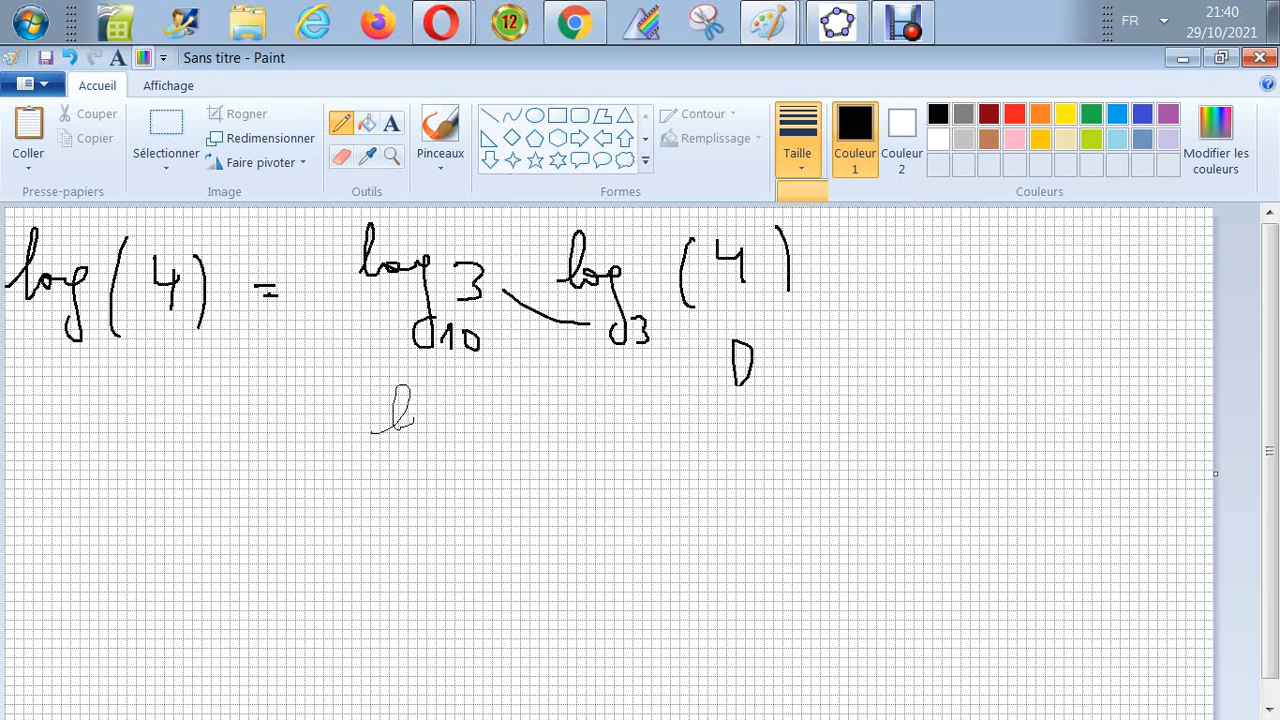 12
FR
21:40
29/10/2021
Sans titre - Paint
Accueil
Affichage
Coller
Couper
Copier
Presse-papiers
Sélectionner
Rogner
Redimensionner
Faire pivoter
Image
A
Outils
Pinceaux
Contour
Remplissage
Formes
Taille
Couleur 1
Couleur 2
Modifier les couleurs
Couleurs
log(4) = log₁₀3 log₃(4)
D